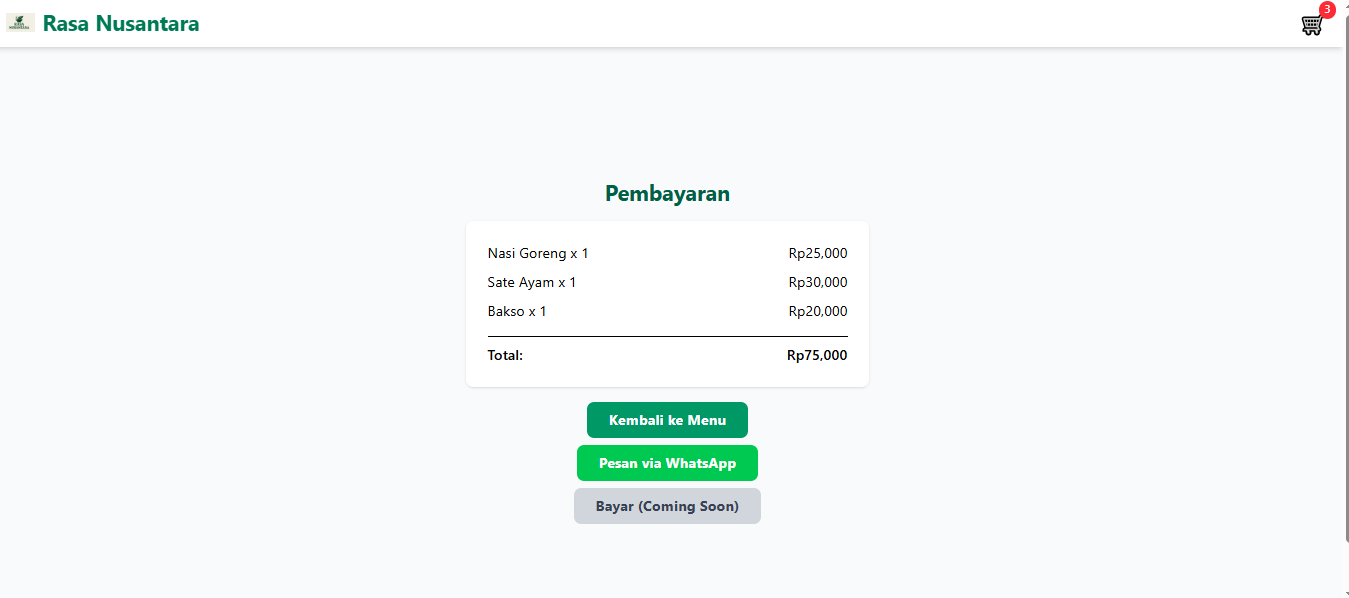 Rasa Nusantara
3
Pembayaran
Nasi Goreng x 1 Rp25,000
Sate Ayam x 1 Rp30,000
Bakso x 1 Rp20,000
Total: Rp75,000
Kembali ke Menu
Pesan via WhatsApp
Bayar (Coming Soon)